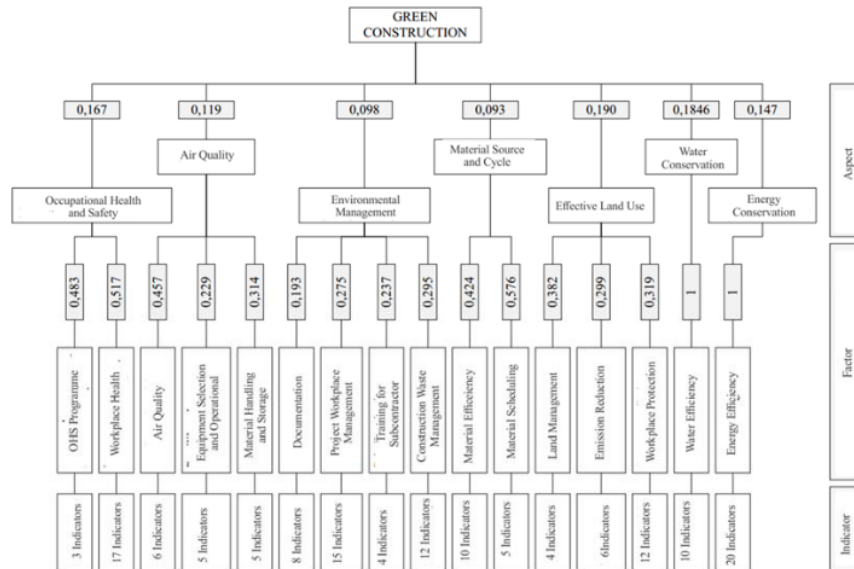 GREEN
CONSTRUCTION
0,167
0,119
0,098
0,093
0,190
0,1846
0,147
Air Quality
Material Source
and Cycle
Water
Conservation
Occupational Health
and Safety
Environmental
Management
Effective Land Use
Energy
Conservation
Aspect
0,483
0,517
0,457
0,229
0,314
0,193
0,275
0,237
0,295
0,424
0,576
0,382
0,299
0,319
1
1
OHS Programme
Workplace Health
Air Quality
Equipment Selection
and Operational
Material Handling
and Storage
Documentation
Project Workplace
Management
Training for
Subcontractor
Construction Waste
Management
Material Efficiency
Material Scheduling
Land Management
Emission Reduction
Workplace Protection
Water Efficiency
Energy Efficiency
Factor
3 Indicators
17 Indicators
6 Indicators
5 Indicators
5 Indicators
8 Indicators
15 Indicators
4 Indicators
12 Indicators
10 Indicators
5 Indicators
4 Indicators
6Indicators
12 Indicators
10 Indicators
20 Indicators
Indicator